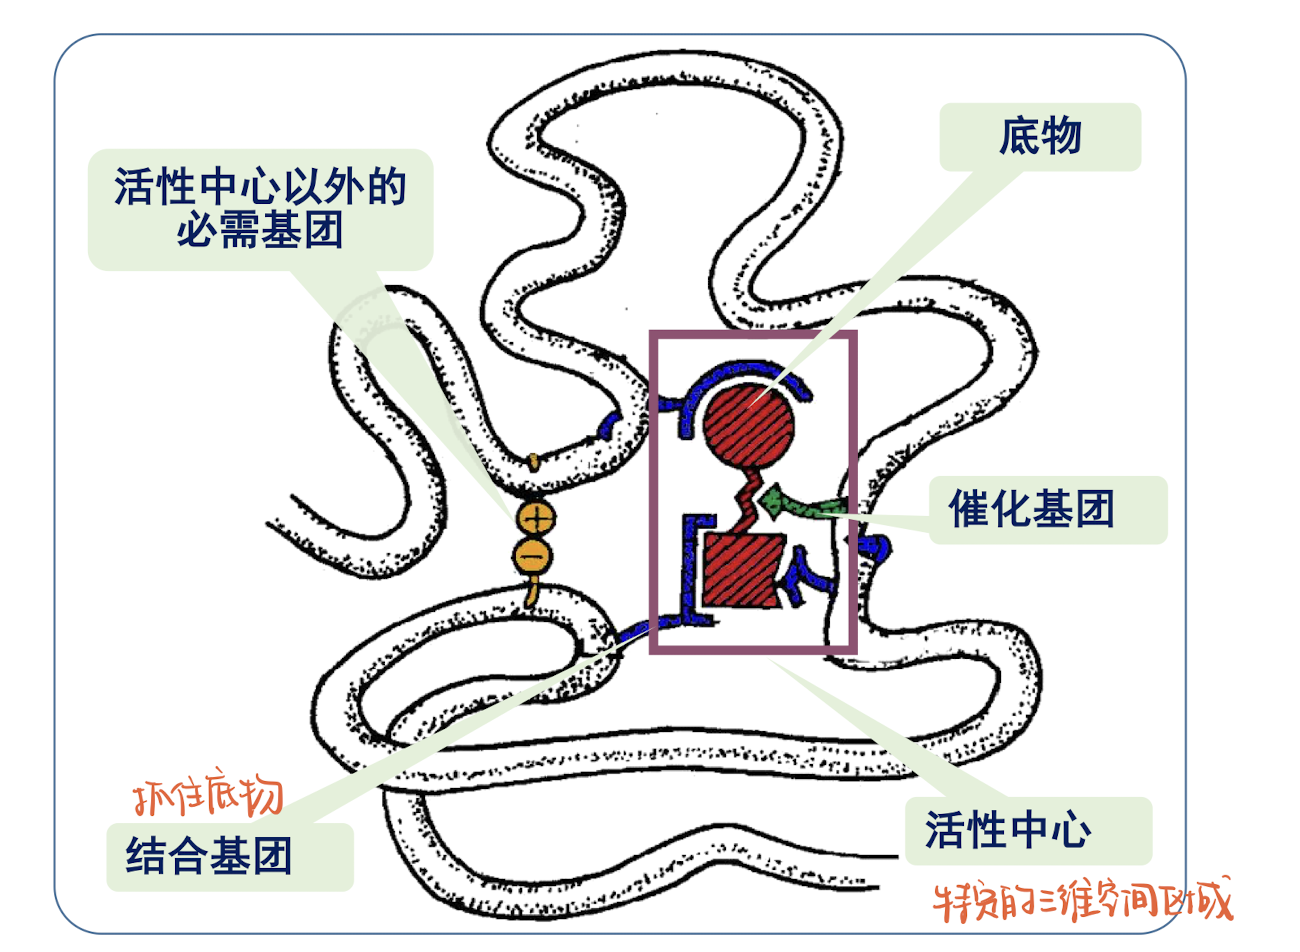 底物
活性中心以外的
必需基团
+
−
催化基团
抓住底物
结合基团
活性中心
特定的三维空间区域